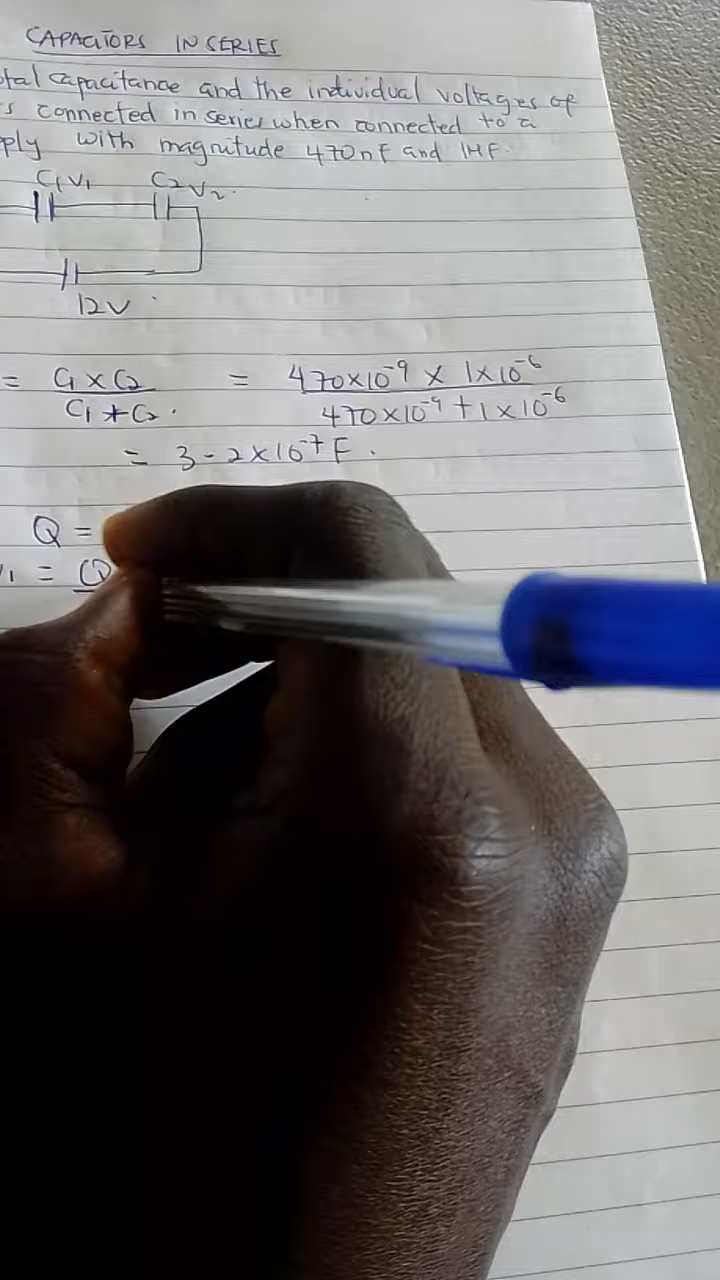 CAPACITORS IN SERIES
tal capacitance and the individual voltages of
s connected in series when connected to a
ply with magnitude 470nF and 1MF.
C1V1 C2V2
12V
= C1 × C2 = 470×10⁻⁹ × 1×10⁻⁶
C1 + C2. 470×10⁻⁹ + 1×10⁻⁶
= 3-2×10⁻⁷F.
Q =
= Q